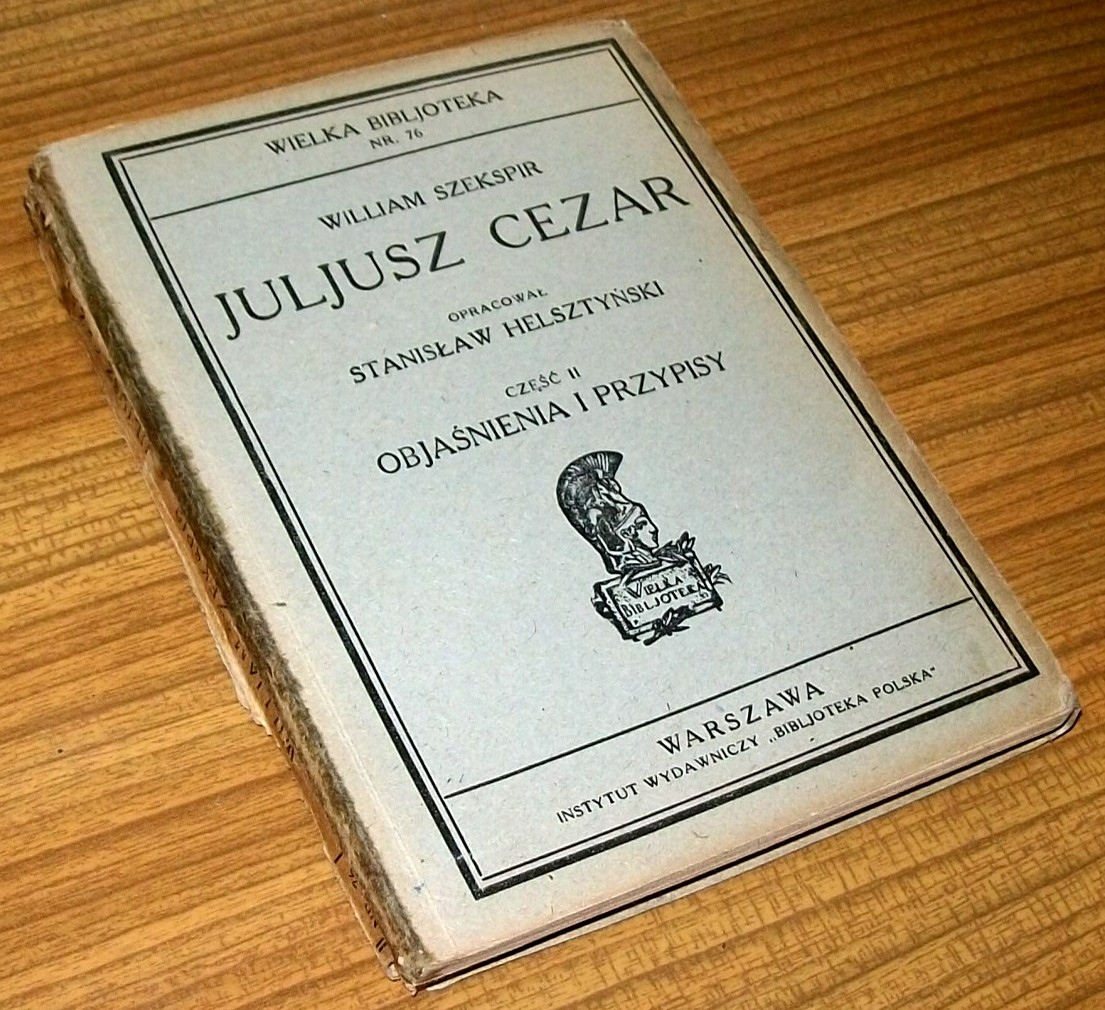 WIELKA BIBLJOTEKA
NR. 76
WILLIAM SZEKSPIR
JULJUSZ CEZAR
OPRACOWAŁ
STANISŁAW HELSZTYŃSKI
CZĘŚĆ II
OBJAŚNIENIA I PRZYPISY
WIELKA
BIBLJOTEKA
WARSZAWA
INSTYTUT WYDAWNICZY „BIBLJOTEKA POLSKA"